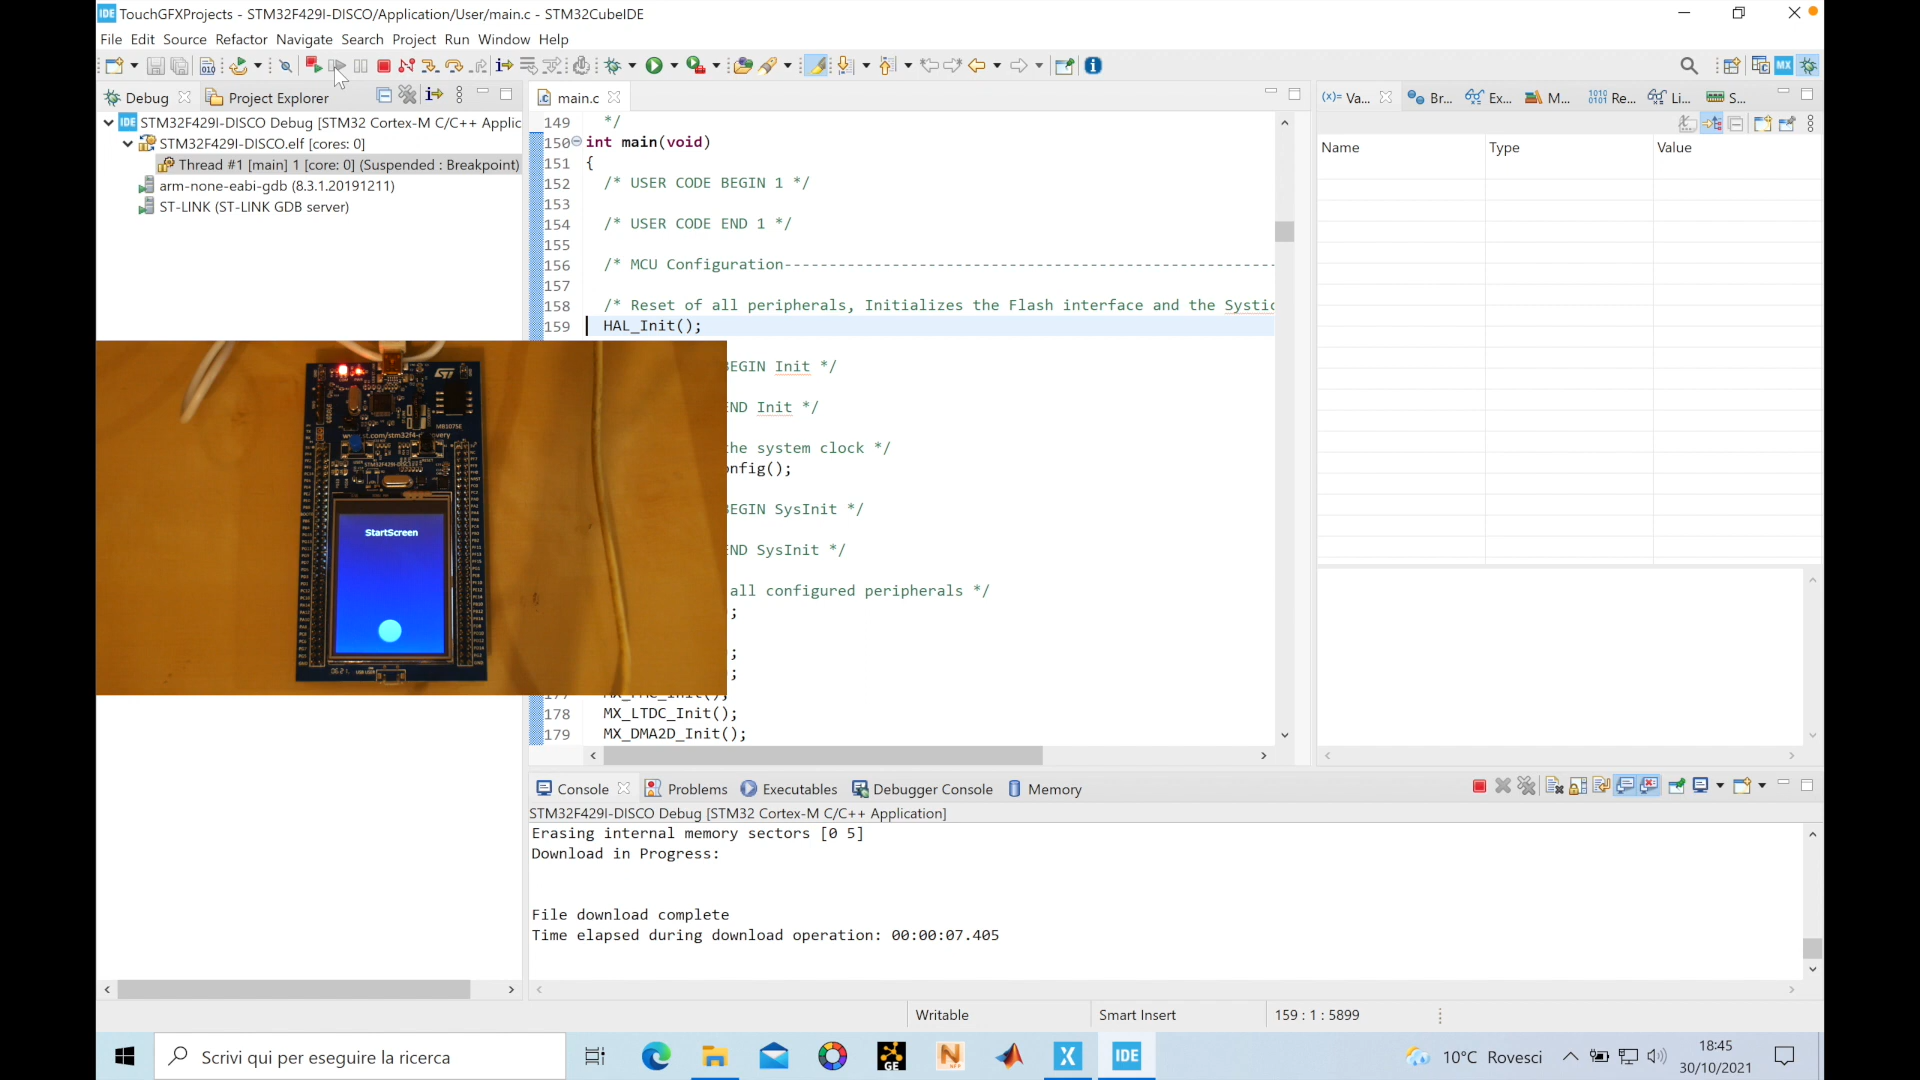 TouchGFXProjects - STM32F429I-DISCO/Application/User/main.c - STM32CubeIDE
File Edit Source Refactor Navigate Search Project Run Window Help
Debug
Project Explorer
STM32F429I-DISCO Debug [STM32 Cortex-M C/C++ Applic
STM32F429I-DISCO.elf [cores: 0]
Thread #1 [main] 1 [core: 0] (Suspended : Breakpoint)
arm-none-eabi-gdb (8.3.1.20191211)
ST-LINK (ST-LINK GDB server)
main.c
149 */
150 int main(void)
151 {
152 /* USER CODE BEGIN 1 */
153
154 /* USER CODE END 1 */
155
156 /* MCU Configuration--------------------------------------------------------
157
158 /* Reset of all peripherals, Initializes the Flash interface and the Systic
159 HAL_Init();
EGIN Init */
ND Init */
he system clock */
nfig();
EGIN SysInit */
ND SysInit */
all configured peripherals */
;
;
;
178 MX_LTDC_Init();
179 MX_DMA2D_Init();
StartScreen
(x)= Va...
Br...
Ex...
M...
Re...
Li...
S...
Name Type Value
Console Problems Executables Debugger Console Memory
STM32F429I-DISCO Debug [STM32 Cortex-M C/C++ Application]
Erasing internal memory sectors [0 5]
Download in Progress:
File download complete
Time elapsed during download operation: 00:00:07.405
Writable Smart Insert 159 : 1 : 5899
Scrivi qui per eseguire la ricerca
IDE
10°C Rovesci
18:45
30/10/2021